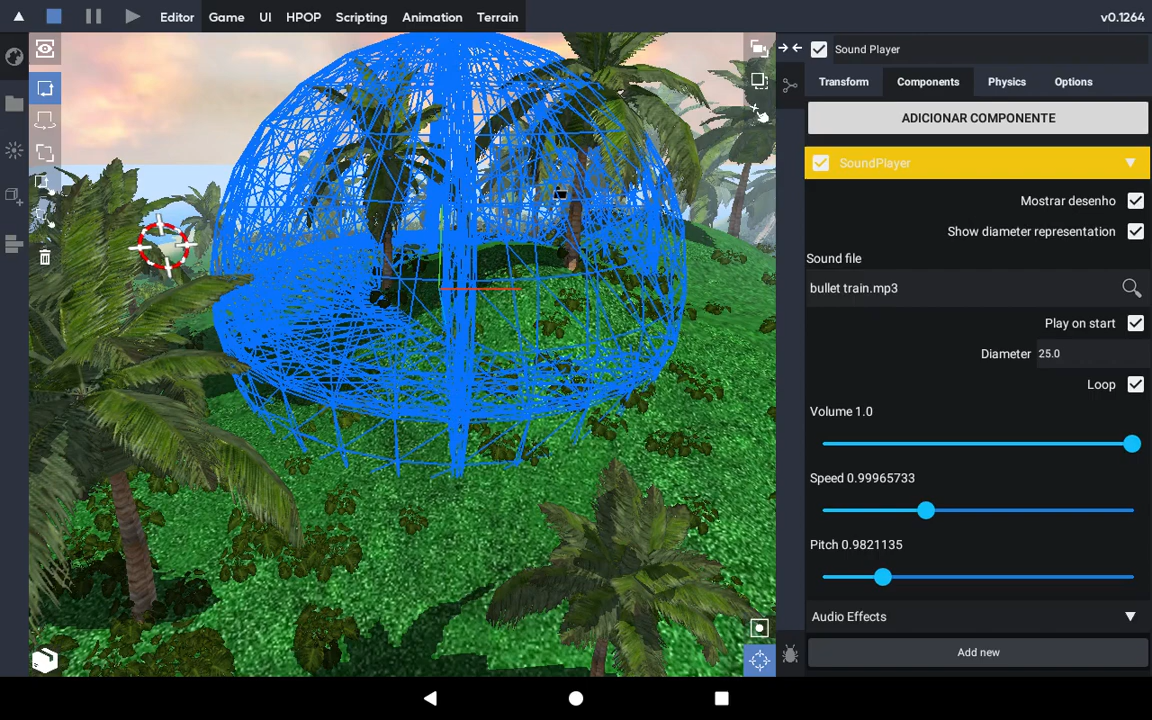 Editor Game UI HPOP Scripting Animation Terrain v0.1264
Sound Player
Transform Components Physics Options
ADICIONAR COMPONENTE
SoundPlayer
Mostrar desenho
Show diameter representation
Sound file
bullet train.mp3
Play on start
Diameter 25.0
Loop
Volume 1.0
Speed 0.99965733
Pitch 0.9821135
Audio Effects
Add new